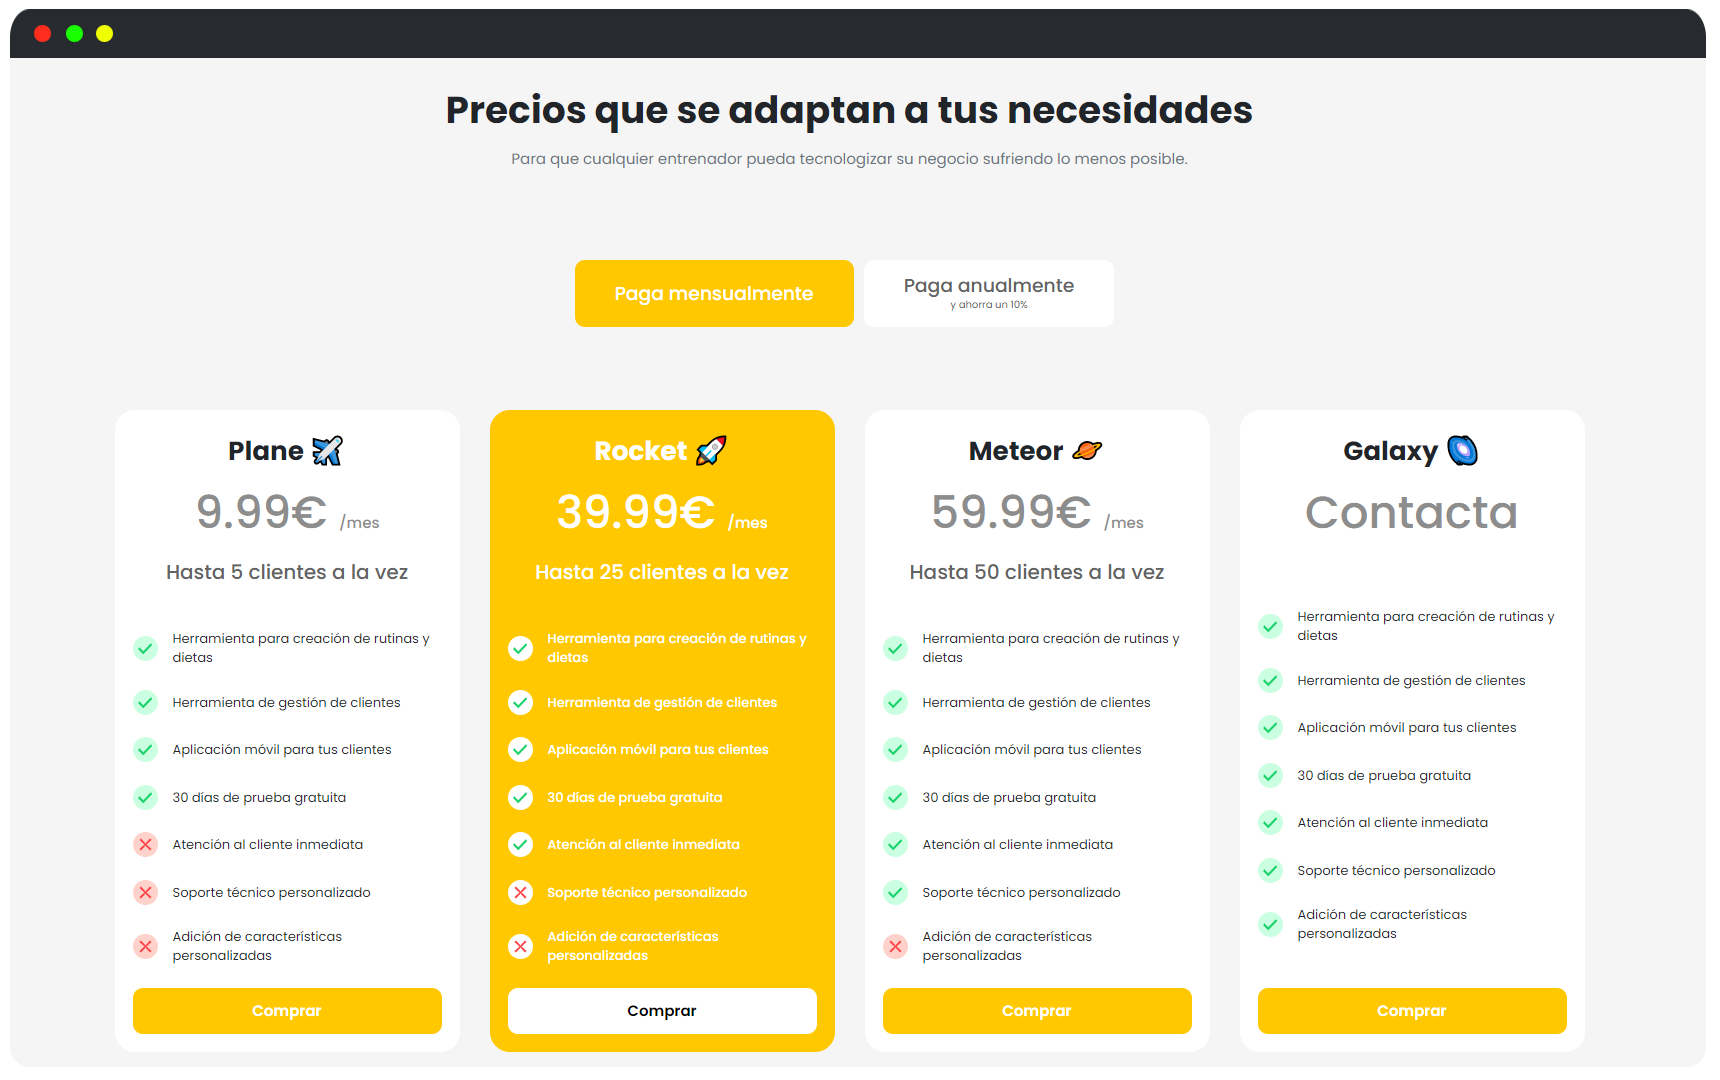 Precios que se adaptan a tus necesidades
Para que cualquier entrenador pueda tecnologizar su negocio sufriendo lo menos posible.
Paga mensualmente
Paga anualmente
y ahorra un 10%
Plane
9.99€ /mes
Hasta 5 clientes a la vez
Herramienta para creación de rutinas y
dietas
Herramienta de gestión de clientes
Aplicación móvil para tus clientes
30 días de prueba gratuita
Atención al cliente inmediata
Soporte técnico personalizado
Adición de características
personalizadas
Comprar
Rocket
39.99€ /mes
Hasta 25 clientes a la vez
Herramienta para creación de rutinas y
dietas
Herramienta de gestión de clientes
Aplicación móvil para tus clientes
30 días de prueba gratuita
Atención al cliente inmediata
Soporte técnico personalizado
Adición de características
personalizadas
Comprar
Meteor
59.99€ /mes
Hasta 50 clientes a la vez
Herramienta para creación de rutinas y
dietas
Herramienta de gestión de clientes
Aplicación móvil para tus clientes
30 días de prueba gratuita
Atención al cliente inmediata
Soporte técnico personalizado
Adición de características
personalizadas
Comprar
Galaxy
Contacta
Herramienta para creación de rutinas y
dietas
Herramienta de gestión de clientes
Aplicación móvil para tus clientes
30 días de prueba gratuita
Atención al cliente inmediata
Soporte técnico personalizado
Adición de características
personalizadas
Comprar